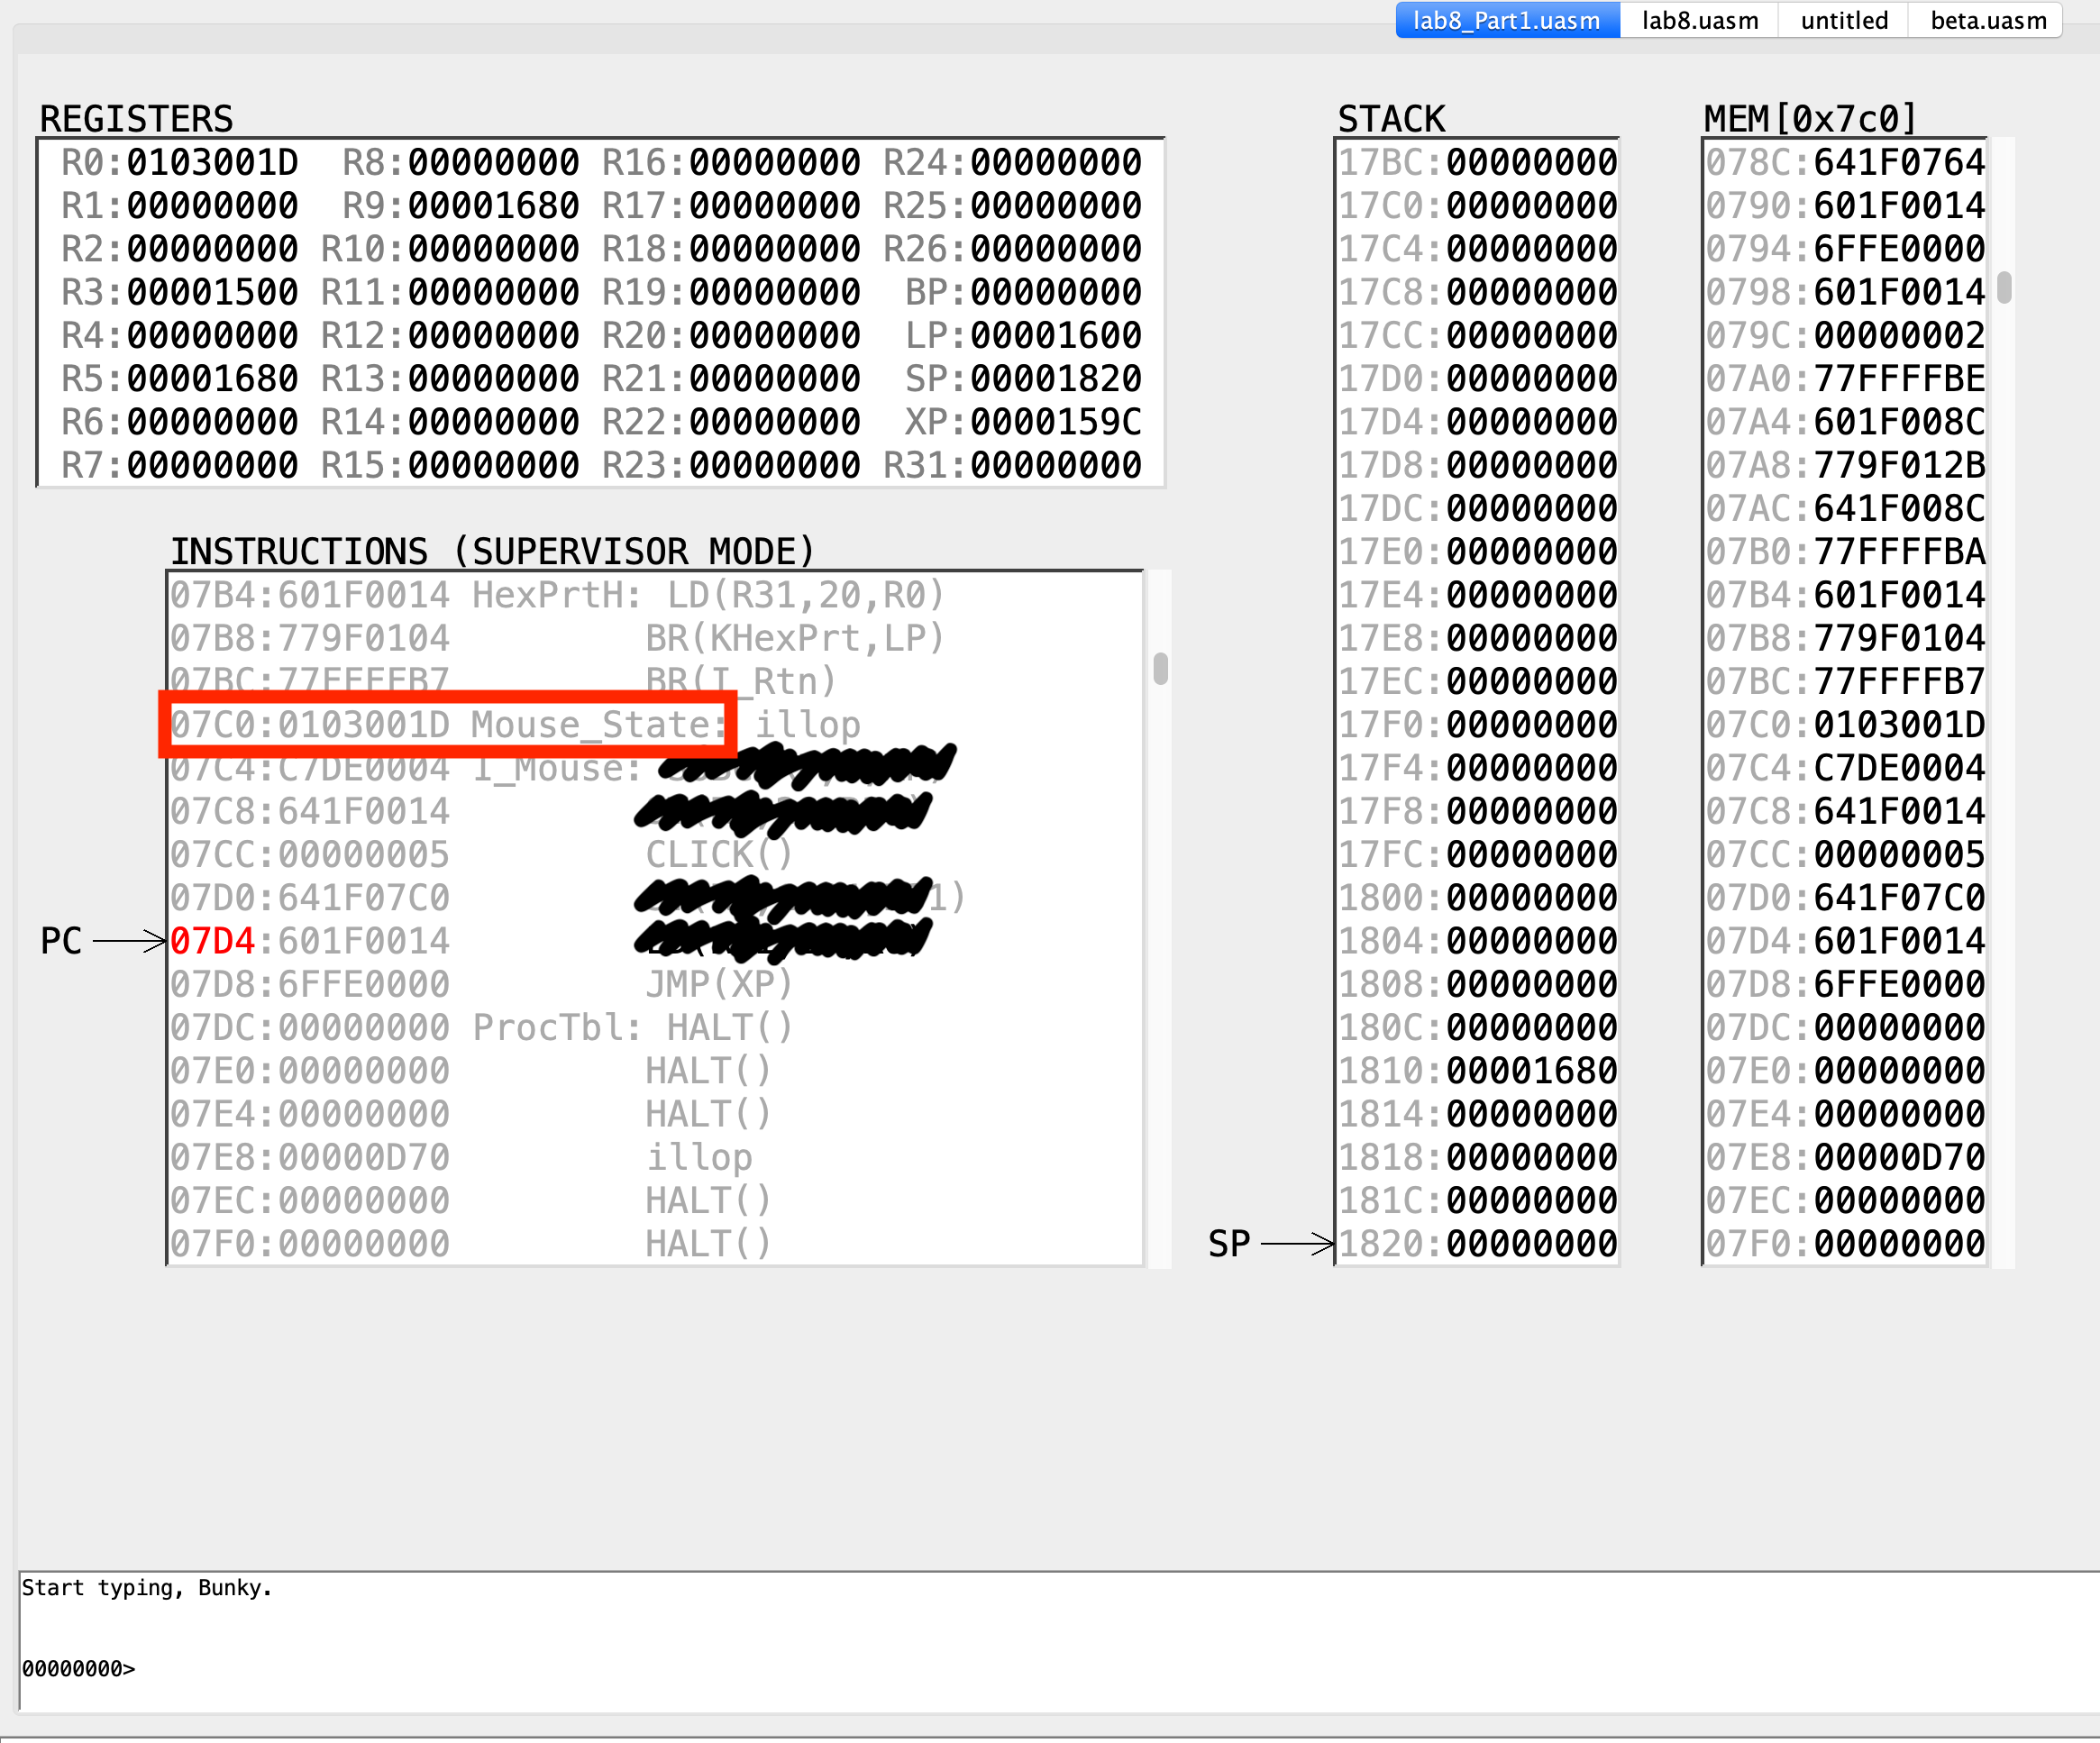 lab8_Part1.uasm lab8.uasm untitled beta.uasm
REGISTERS
R0:0103001D R8:00000000 R16:00000000 R24:00000000
R1:00000000 R9:00001680 R17:00000000 R25:00000000
R2:00000000 R10:00000000 R18:00000000 R26:00000000
R3:00001500 R11:00000000 R19:00000000 BP:00000000
R4:00000000 R12:00000000 R20:00000000 LP:00001600
R5:00001680 R13:00000000 R21:00000000 SP:00001820
R6:00000000 R14:00000000 R22:00000000 XP:0000159C
R7:00000000 R15:00000000 R23:00000000 R31:00000000
INSTRUCTIONS (SUPERVISOR MODE)
07B4:601F0014 HexPrtH: LD(R31,20,R0)
07B8:779F0104 BR(KHexPrt,LP)
07BC:77FFFFB7 BR(I_Rtn)
07C0:0103001D Mouse_State: illop
07C4:C7DE0004 I_Mouse:
07C8:641F0014
07CC:00000005 CLICK()
07D0:641F07C0 1)
PC 07D4:601F0014
07D8:6FFE0000 JMP(XP)
07DC:00000000 ProcTbl: HALT()
07E0:00000000 HALT()
07E4:00000000 HALT()
07E8:00000D70 illop
07EC:00000000 HALT()
07F0:00000000 HALT()
STACK
17BC:00000000
17C0:00000000
17C4:00000000
17C8:00000000
17CC:00000000
17D0:00000000
17D4:00000000
17D8:00000000
17DC:00000000
17E0:00000000
17E4:00000000
17E8:00000000
17EC:00000000
17F0:00000000
17F4:00000000
17F8:00000000
17FC:00000000
1800:00000000
1804:00000000
1808:00000000
180C:00000000
1810:00001680
1814:00000000
1818:00000000
181C:00000000
SP 1820:00000000
MEM[0x7c0]
078C:641F0764
0790:601F0014
0794:6FFE0000
0798:601F0014
079C:00000002
07A0:77FFFFBE
07A4:601F008C
07A8:779F012B
07AC:641F008C
07B0:77FFFFBA
07B4:601F0014
07B8:779F0104
07BC:77FFFFB7
07C0:0103001D
07C4:C7DE0004
07C8:641F0014
07CC:00000005
07D0:641F07C0
07D4:601F0014
07D8:6FFE0000
07DC:00000000
07E0:00000000
07E4:00000000
07E8:00000D70
07EC:00000000
07F0:00000000
Start typing, Bunky.
00000000>